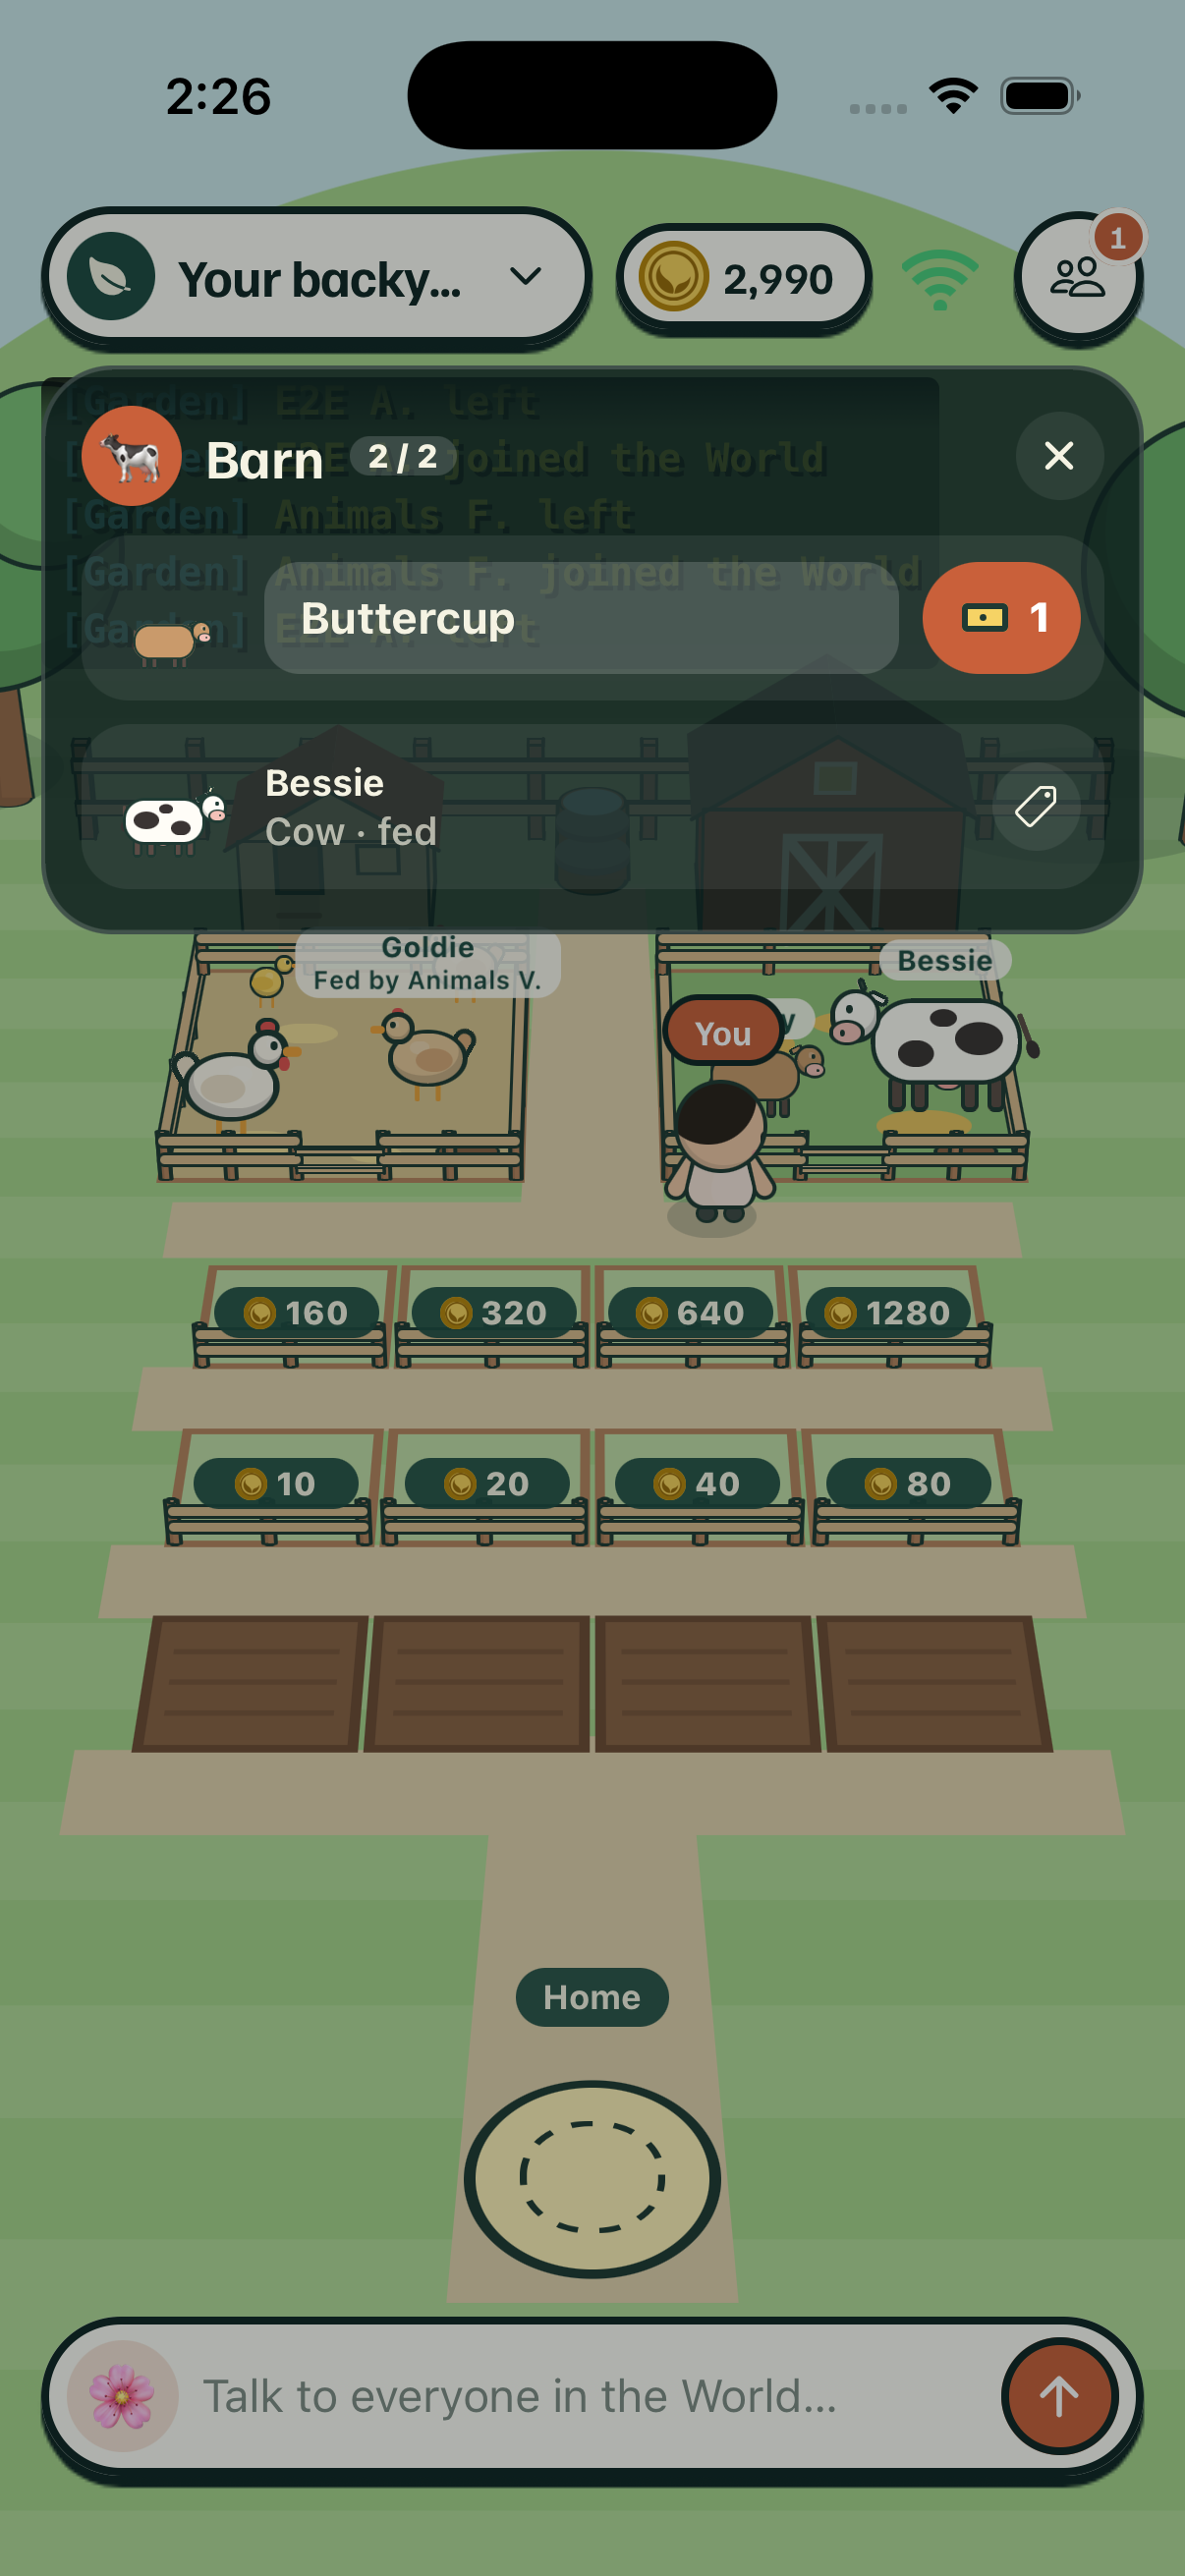 2:26
Your backy...
2,990
1
[Garden] E2E A. left
joined the World
[Garden] Animals F. left
[Garden] Animals F. joined the World
Barn
2 / 2
Buttercup
1
Bessie
Cow · fed
Goldie
Fed by Animals V.
Bessie
You
y
160
320
640
1280
10
20
40
80
Home
Talk to everyone in the World...